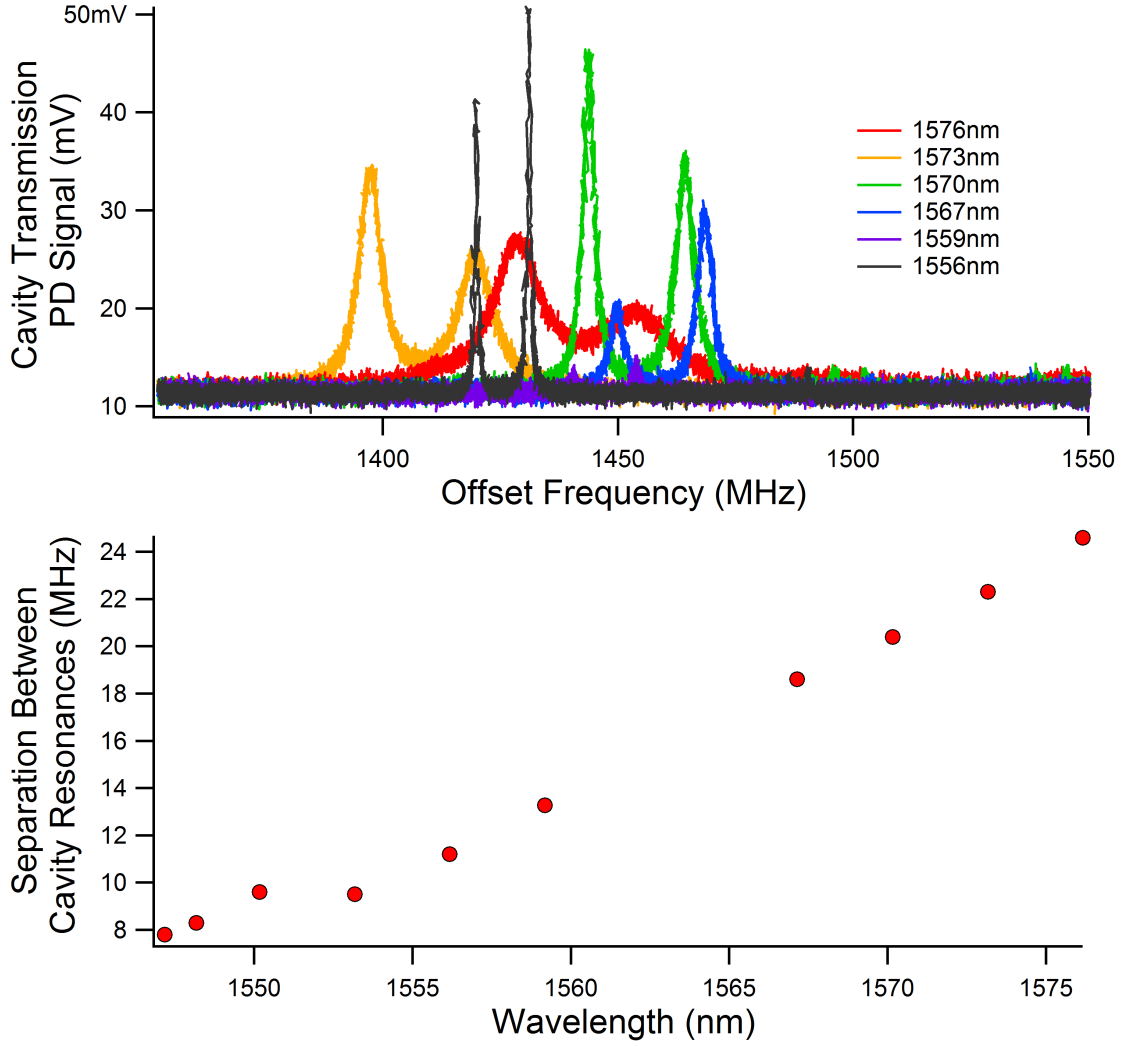 50mV
40
30
20
10
Cavity Transmission
PD Signal (mV)
1576nm
1573nm
1570nm
1567nm
1559nm
1556nm
1400
1450
1500
1550
Offset Frequency (MHz)
24
22
20
18
16
14
12
10
8
Separation Between
Cavity Resonances (MHz)
1550
1555
1560
1565
1570
1575
Wavelength (nm)